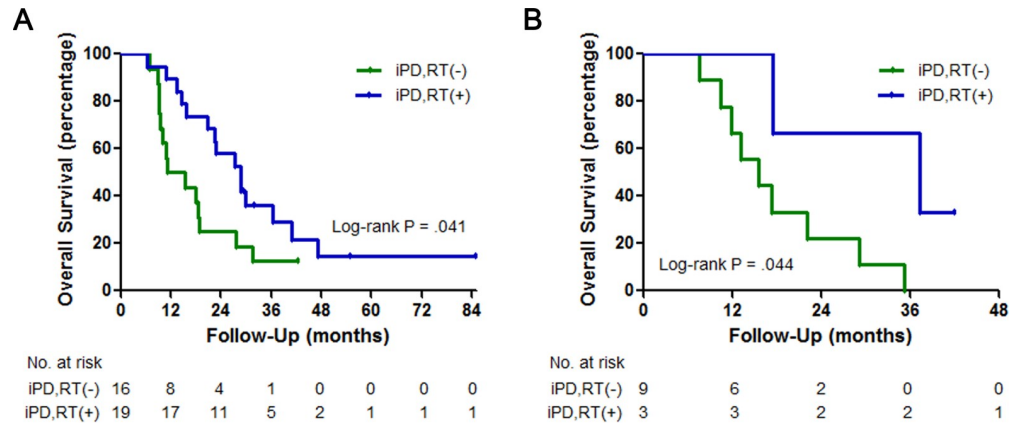 A
Overall Survival (percentage)
100
80
60
40
20
0
iPD,RT(-)
iPD,RT(+)
Log-rank P = .041
0 12 24 36 48 60 72 84
Follow-Up (months)
No. at risk
iPD,RT(-) 16 8 4 1 0 0 0 0
iPD,RT(+) 19 17 11 5 2 1 1 1
B
Overall Survival (percentage)
100
80
60
40
20
0
iPD,RT(-)
iPD,RT(+)
Log-rank P = .044
0 12 24 36 48
Follow-Up (months)
No. at risk
iPD,RT(-) 9 6 2 0 0
iPD,RT(+) 3 3 2 2 1